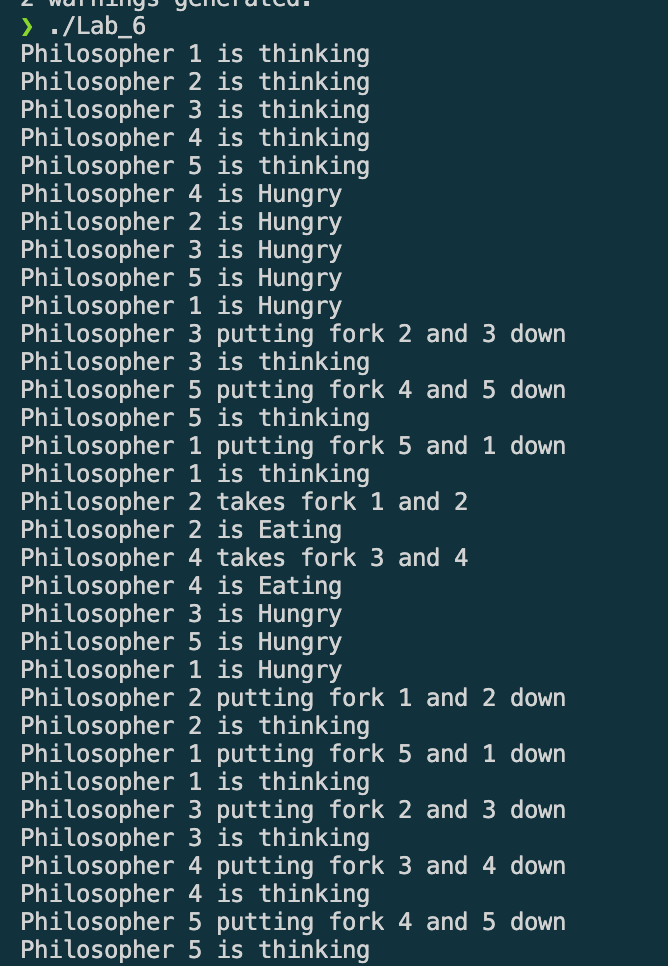 2 warnings generated.
❯ ./Lab_6
Philosopher 1 is thinking
Philosopher 2 is thinking
Philosopher 3 is thinking
Philosopher 4 is thinking
Philosopher 5 is thinking
Philosopher 4 is Hungry
Philosopher 2 is Hungry
Philosopher 3 is Hungry
Philosopher 5 is Hungry
Philosopher 1 is Hungry
Philosopher 3 putting fork 2 and 3 down
Philosopher 3 is thinking
Philosopher 5 putting fork 4 and 5 down
Philosopher 5 is thinking
Philosopher 1 putting fork 5 and 1 down
Philosopher 1 is thinking
Philosopher 2 takes fork 1 and 2
Philosopher 2 is Eating
Philosopher 4 takes fork 3 and 4
Philosopher 4 is Eating
Philosopher 3 is Hungry
Philosopher 5 is Hungry
Philosopher 1 is Hungry
Philosopher 2 putting fork 1 and 2 down
Philosopher 2 is thinking
Philosopher 1 putting fork 5 and 1 down
Philosopher 1 is thinking
Philosopher 3 putting fork 2 and 3 down
Philosopher 3 is thinking
Philosopher 4 putting fork 3 and 4 down
Philosopher 4 is thinking
Philosopher 5 putting fork 4 and 5 down
Philosopher 5 is thinking